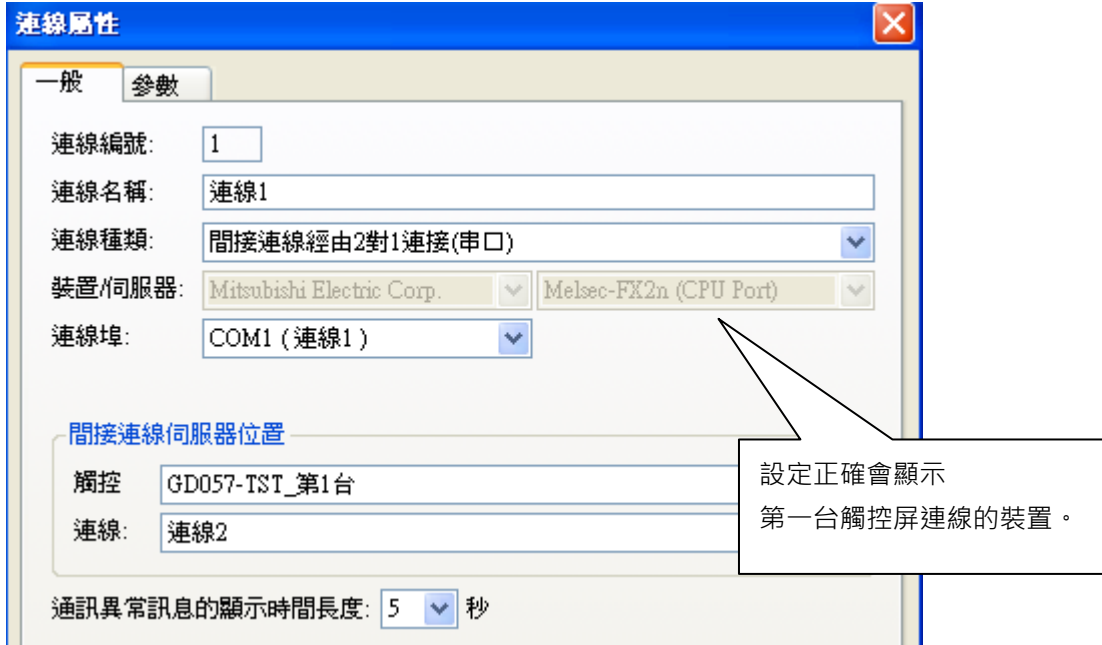 連線屬性
一般 參數
連線編號: 1
連線名稱: 連線1
連線種類: 間接連線經由2對1連接(串口)
裝置/伺服器: Mitsubishi Electric Corp. Melsec-FX2n (CPU Port)
連線埠: COM1 (連線1)
間接連線伺服器位置
觸控 GD057-TST_第1台
連線: 連線2
設定正確會顯示
第一台觸控屏連線的裝置。
通訊異常訊息的顯示時間長度: 5 秒